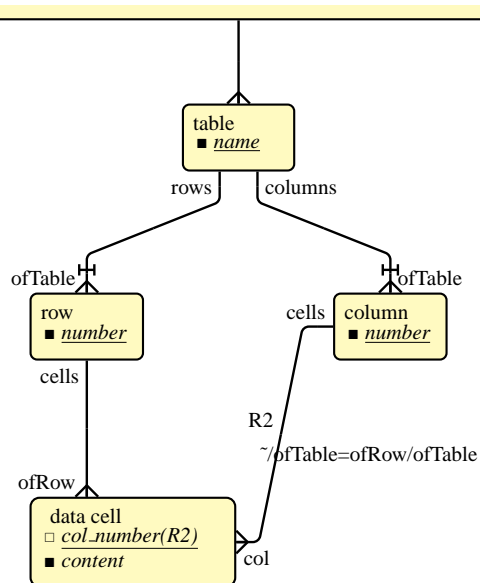 table
■ name
rows
columns
ofTable
ofTable
row
■ number
cells
column
■ number
cells
R2
~/ofTable=ofRow/ofTable
ofRow
data cell
□ col_number(R2)
■ content
col